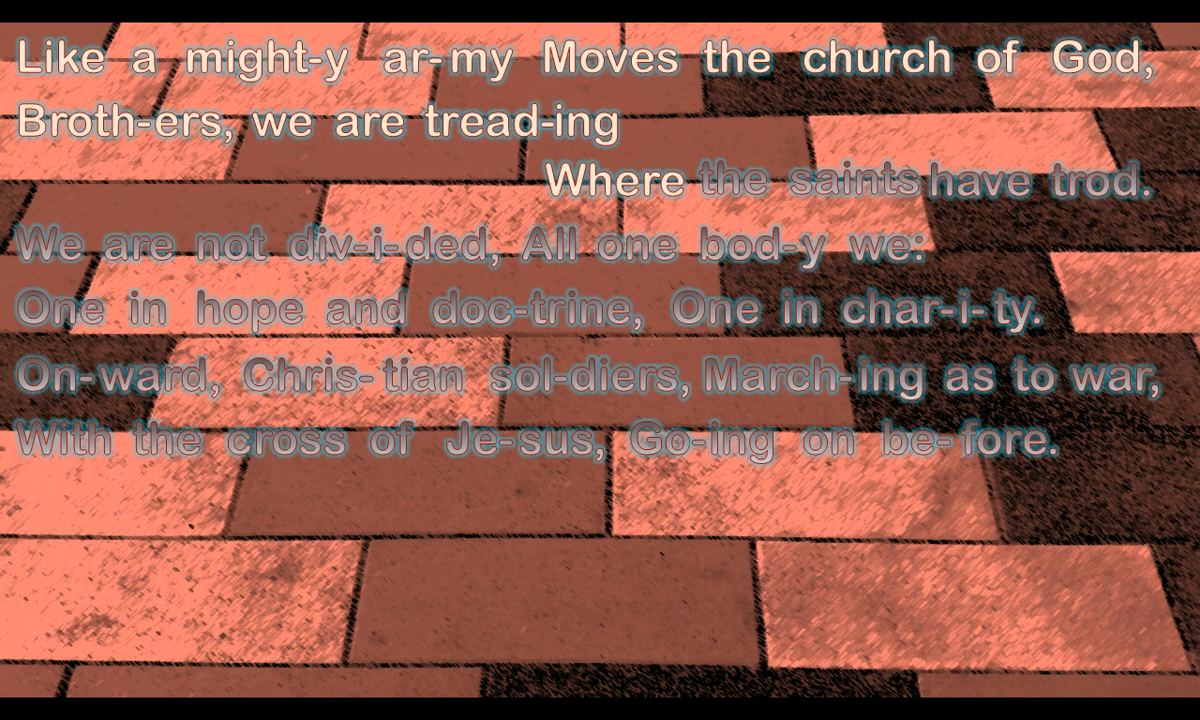 Like a might-y ar-my Moves the church of God,
Broth-ers, we are tread-ing
Where the saints have trod.
We are not div-i-ded, All one bod-y we:
One in hope and doc-trine, One in char-i-ty.
On-ward, Chris-tian sol-diers, March-ing as to war,
With the cross of Je-sus, Go-ing on be-fore.